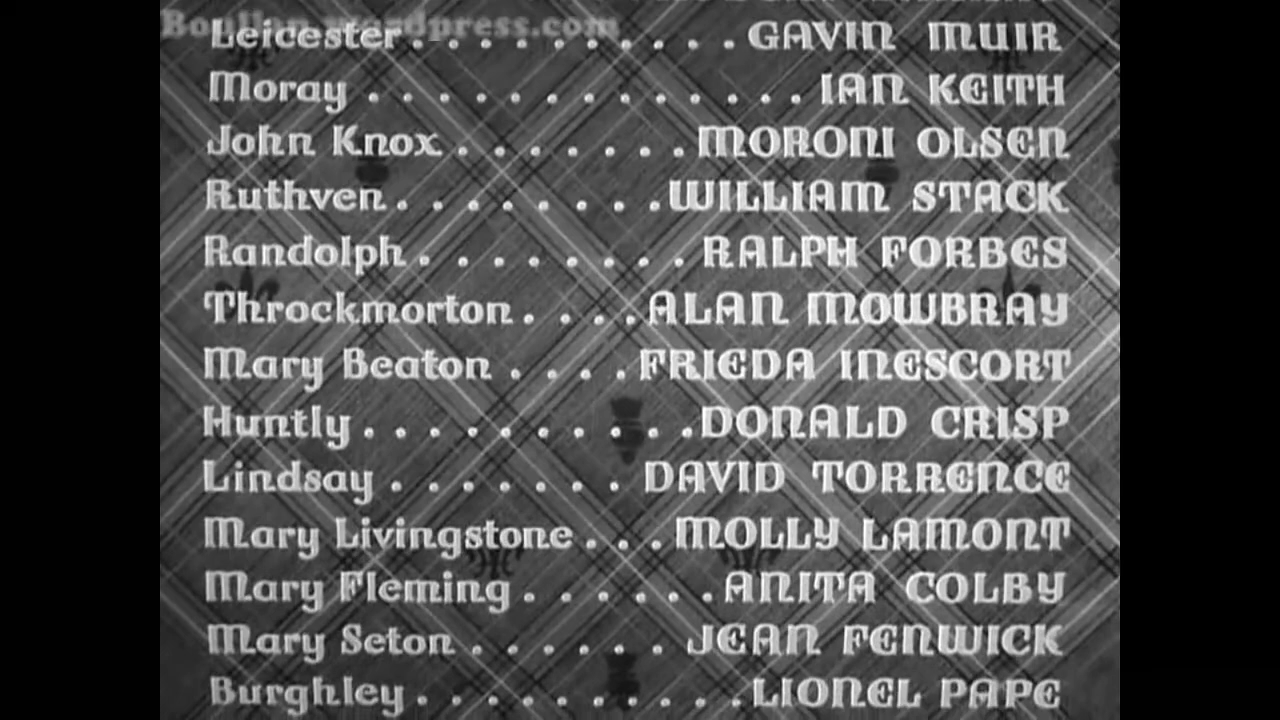 Leicester..........GAVIN MUIR
Moray..............IAN KEITH
John Knox........MORONI OLSEN
Ruthven........WILLIAM STACK
Randolph........RALPH FORBES
Throckmorton....ALAN MOWBRAY
Mary Beaton....FRIEDA INESCORT
Huntly............DONALD CRISP
Lindsay.......DAVID TORRENCE
Mary Livingstone...MOLLY LAMONT
Mary Fleming......ANITA COLBY
Mary Seton......JEAN FENWICK
Burghley..........LIONEL PAPE